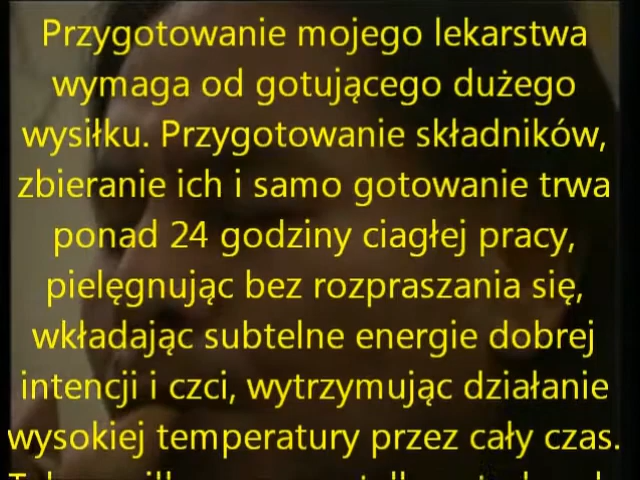 Przygotowanie mojego lekarstwa
wymaga od gotującego dużego
wysiłku. Przygotowanie składników,
zbieranie ich i samo gotowanie trwa
ponad 24 godziny ciagłej pracy,
pielęgnując bez rozpraszania się,
wkładając subtelne energie dobrej
intencji i czci, wytrzymując działanie
wysokiej temperatury przez cały czas.